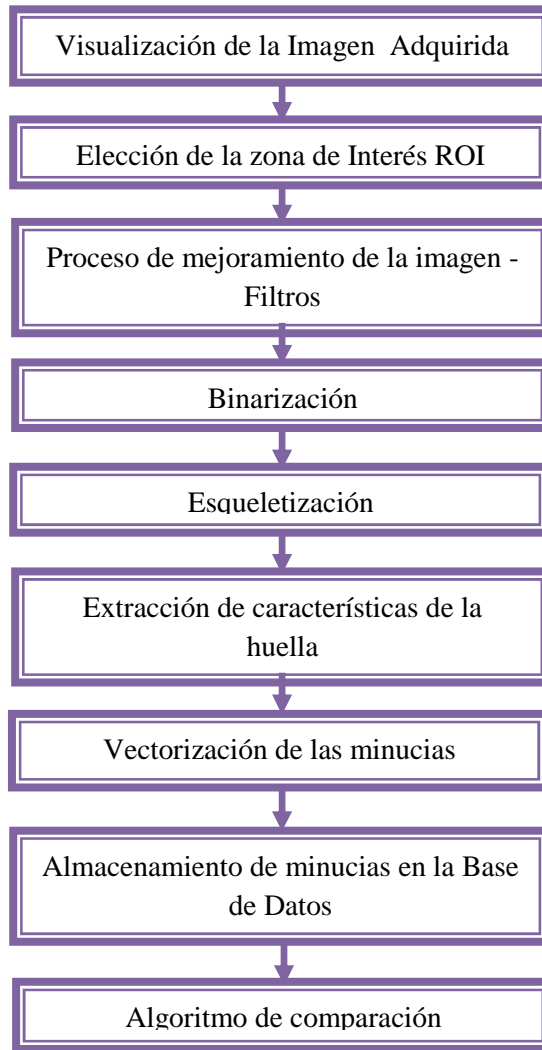 Visualización de la Imagen Adquirida
Elección de la zona de Interés ROI
Proceso de mejoramiento de la imagen -
Filtros
Binarización
Esqueletización
Extracción de características de la
huella
Vectorización de las minucias
Almacenamiento de minucias en la Base
de Datos
Algoritmo de comparación